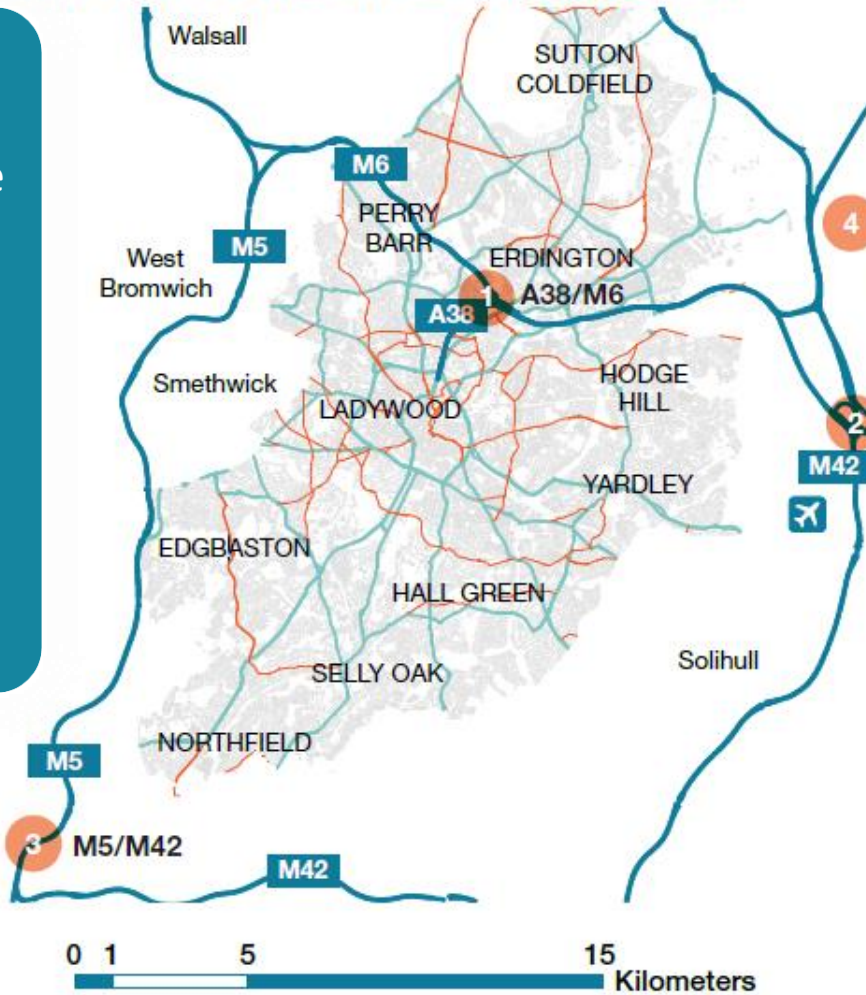 Walsall
SUTTON
COLDFIELD
e
M6
PERRY
BARR
4
M5
West
Bromwich
ERDINGTON
1
A38/M6
A38
Smethwick
HODGE
HILL
LADYWOOD
2
M42
YARDLEY
EDGBASTON
HALL GREEN
Solihull
SELLY OAK
NORTHFIELD
M5
3
M5/M42
M42
0 1 5 15
Kilometers